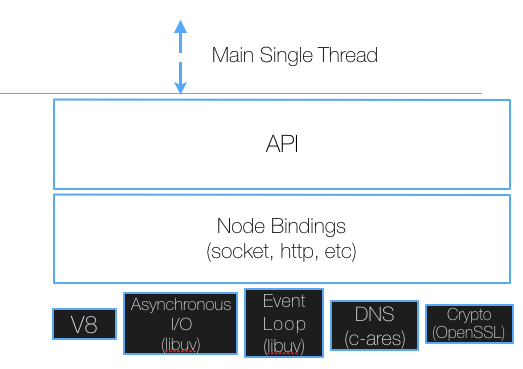 Main Single Thread
API
Node Bindings
(socket, http, etc)
V8
Asynchronous
I/O
(libuv)
Event
Loop
(libuv)
DNS
(c-ares)
Crypto
(OpenSSL)